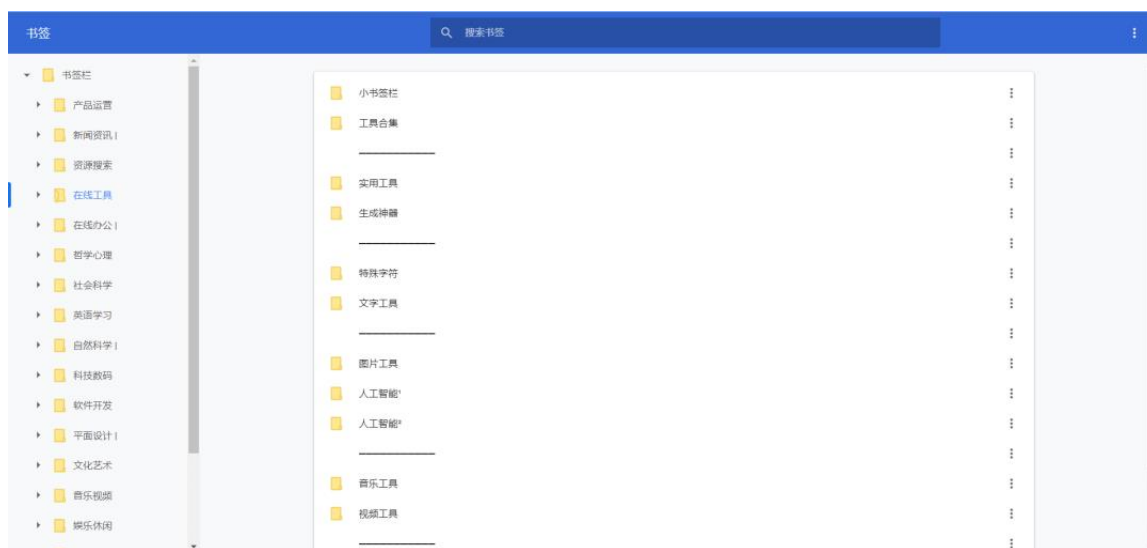 书签
搜索书签
书签栏
产品运营
新闻资讯 |
资源搜索
在线工具
在线办公 |
哲学心理
社会科学
英语学习
自然科学 |
科技数码
软件开发
平面设计 |
文化艺术
音乐视频
娱乐休闲
小书签栏
工具合集
实用工具
生成神器
特殊字符
文字工具
图片工具
人工智能¹
人工智能²
音乐工具
视频工具